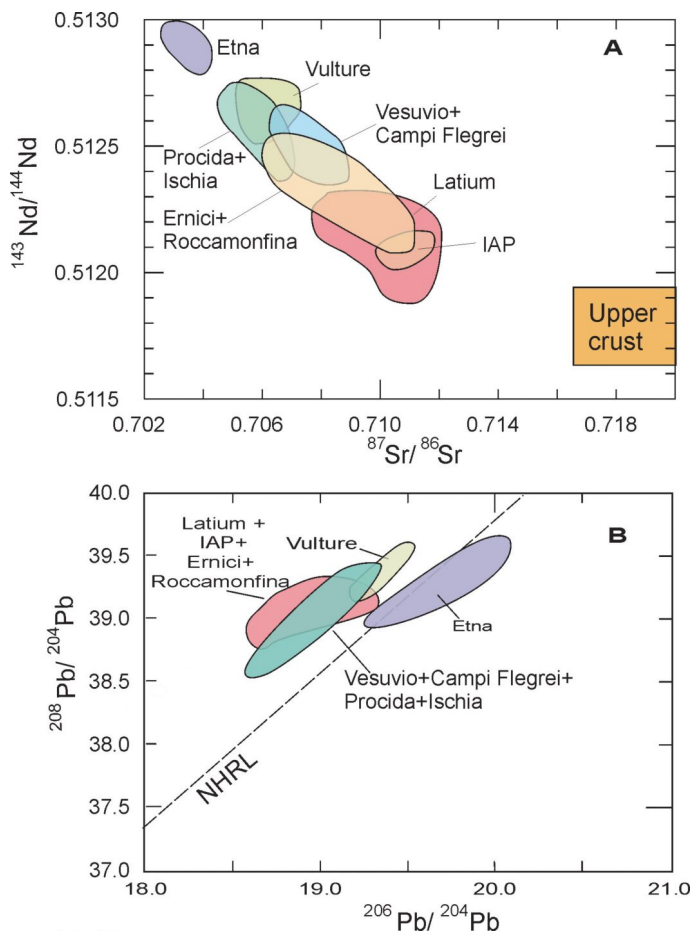 0.5130
0.5125
0.5120
0.5115
143Nd/144Nd
A
Etna
Vulture
Vesuvio+
Campi Flegrei
Procida+
Ischia
Latium
Ernici+
Roccamonfina
IAP
Upper
crust
0.702
0.706
0.710
0.714
0.718
87Sr/ 86Sr
40.0
39.5
39.0
38.5
38.0
37.5
37.0
208Pb/ 204Pb
B
Latium +
IAP+
Ernici+
Roccamonfina
Vulture
Etna
Vesuvio+Campi Flegrei+
Procida+Ischia
NHRL
18.0
19.0
20.0
21.0
206Pb/ 204Pb